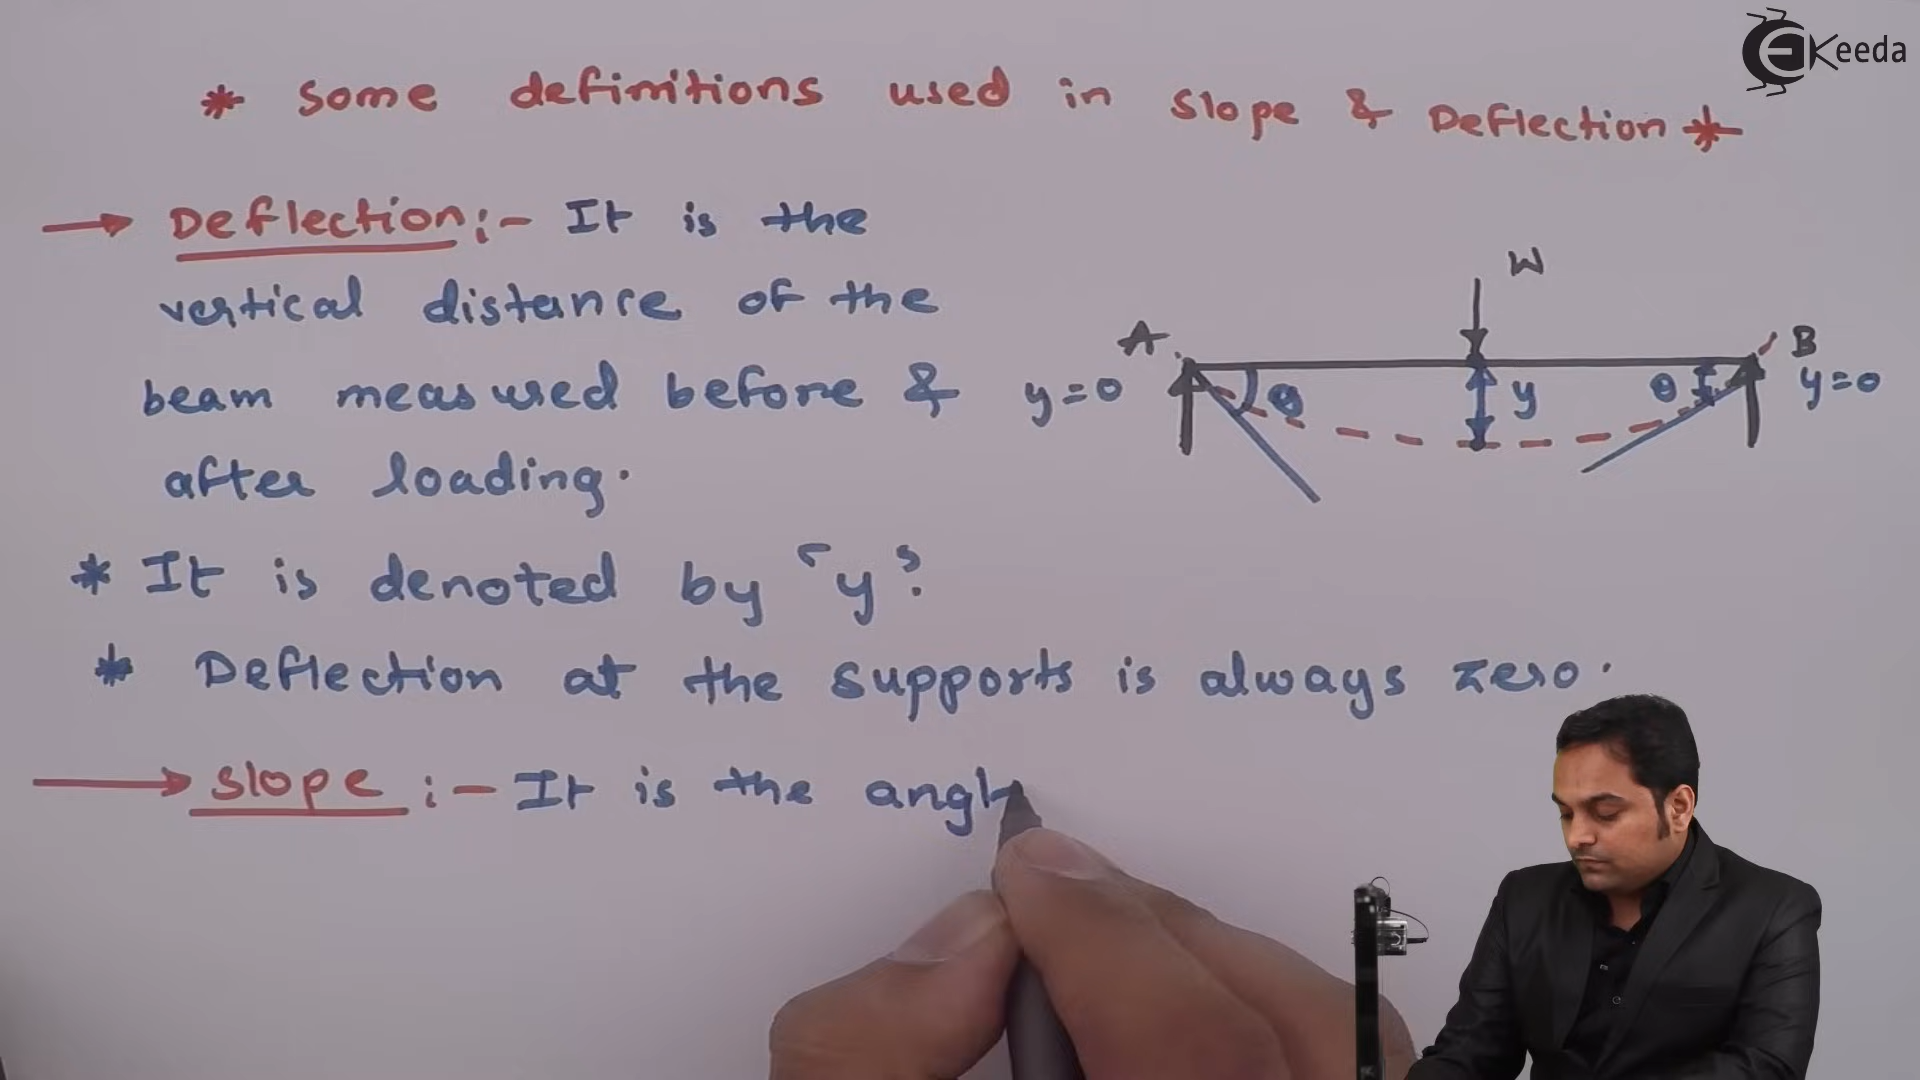 EKeeda
* Some definitions used in Slope & Deflection *
→ Deflection:- It is the
vertical distance of the
beam measured before &
after loading.
* It is denoted by 'y'.
* Deflection at the supports is always zero.
→ Slope :- It is the angle
W
A B
y=0 θ y θ y=0